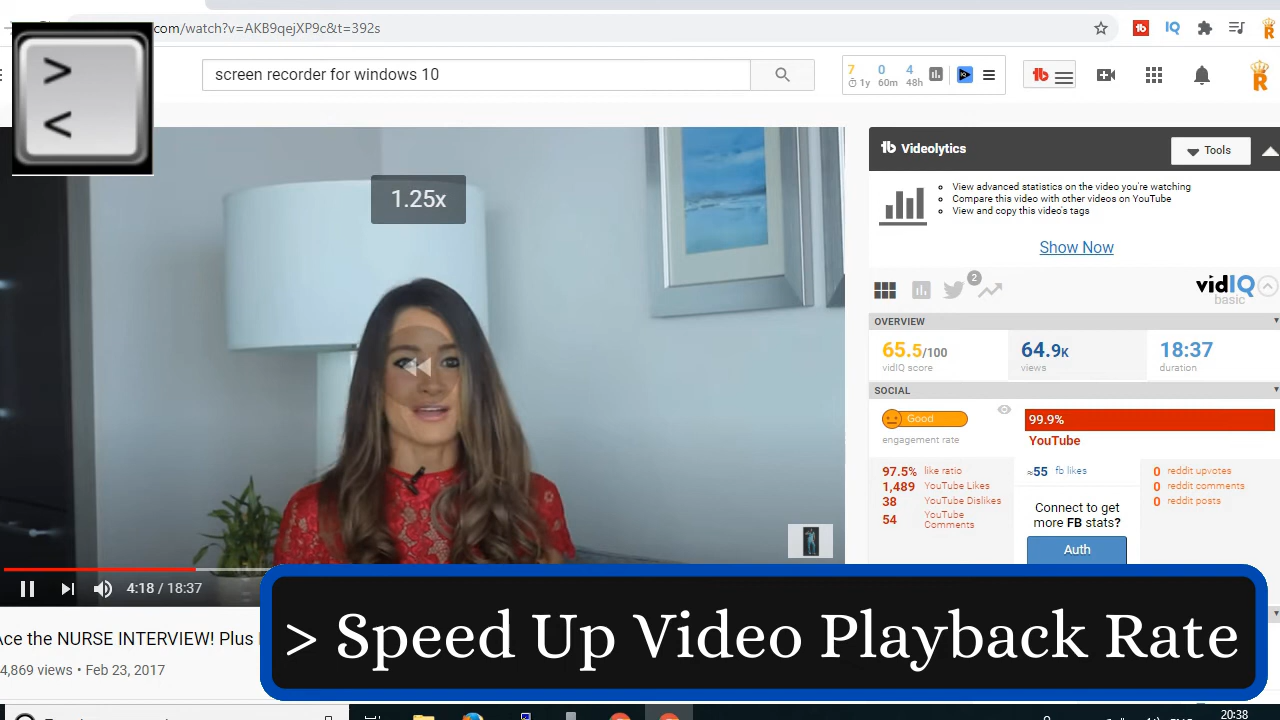 com/watch?v=AKB9qejXP9c&t=392s
IQ
>
<
screen recorder for windows 10
7 0 4
1y 60m 48h
tb
R
1.25x
tb Videolytics
Tools
View advanced statistics on the video you're watching
Compare this video with other videos on YouTube
View and copy this video's tags
Show Now
2
vidIQ
basic
OVERVIEW
65.5/100
vidIQ score
64.9K
views
18:37
duration
SOCIAL
Good
engagement rate
99.9%
YouTube
97.5% like ratio
1,489 YouTube Likes
38 YouTube Dislikes
54 YouTube
Comments
≈55 fb likes
0 reddit upvotes
0 reddit comments
0 reddit posts
Connect to get
more FB stats?
Auth
4:18 / 18:37
> Speed Up Video Playback Rate
Ace the NURSE INTERVIEW! Plus
4,869 views • Feb 23, 2017
20:38